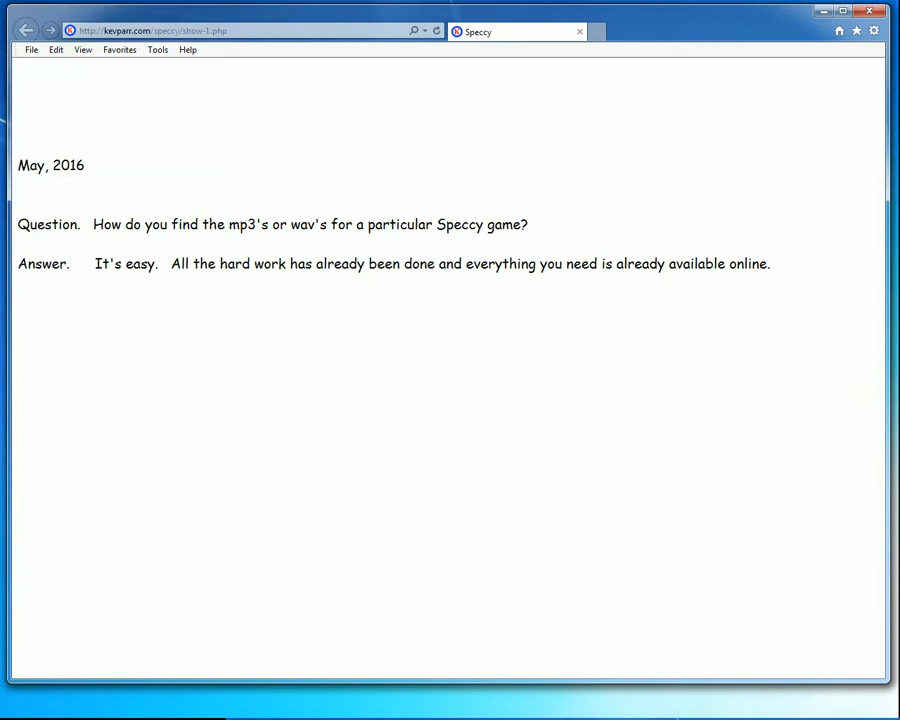 http://kevparr.com/speccy/show-1.php
Speccy
File Edit View Favorites Tools Help
May, 2016
Question. How do you find the mp3's or wav's for a particular Speccy game?
Answer. It's easy. All the hard work has already been done and everything you need is already available online.